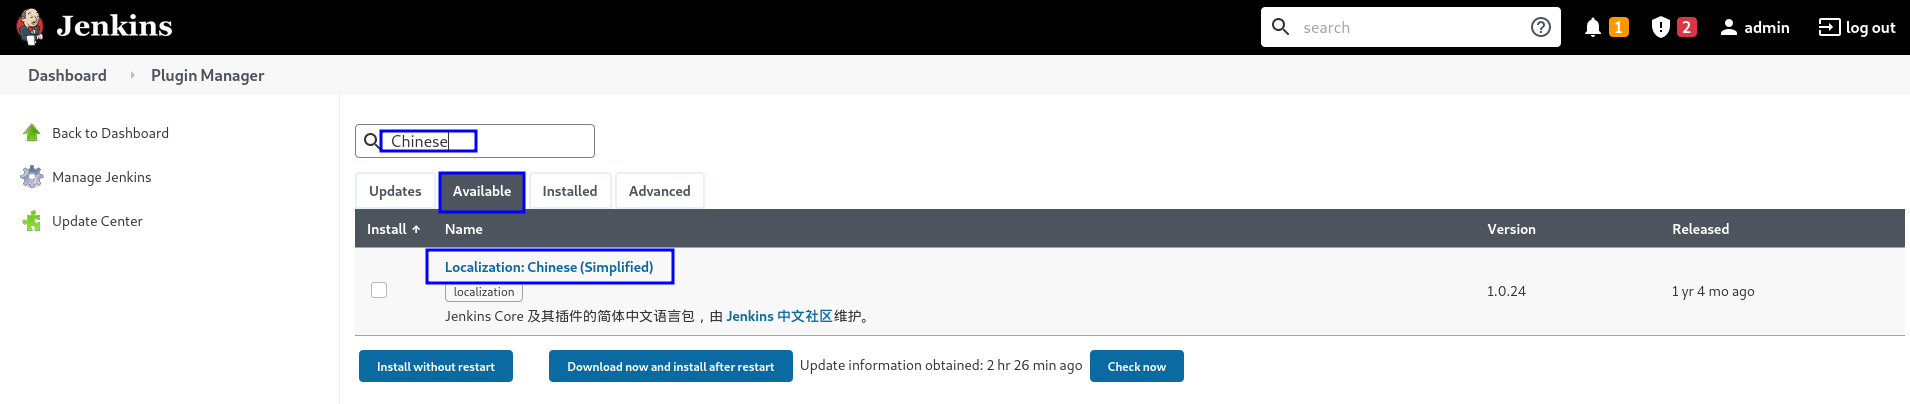 Jenkins
search
1
2
admin
log out
Dashboard
Plugin Manager
Back to Dashboard
Manage Jenkins
Update Center
Chinese
Updates
Available
Installed
Advanced
Install ↑
Name
Version
Released
Localization: Chinese (Simplified)
localization
Jenkins Core 及其插件的简体中文语言包，由 Jenkins 中文社区维护。
1.0.24
1 yr 4 mo ago
Install without restart
Download now and install after restart
Update information obtained: 2 hr 26 min ago
Check now